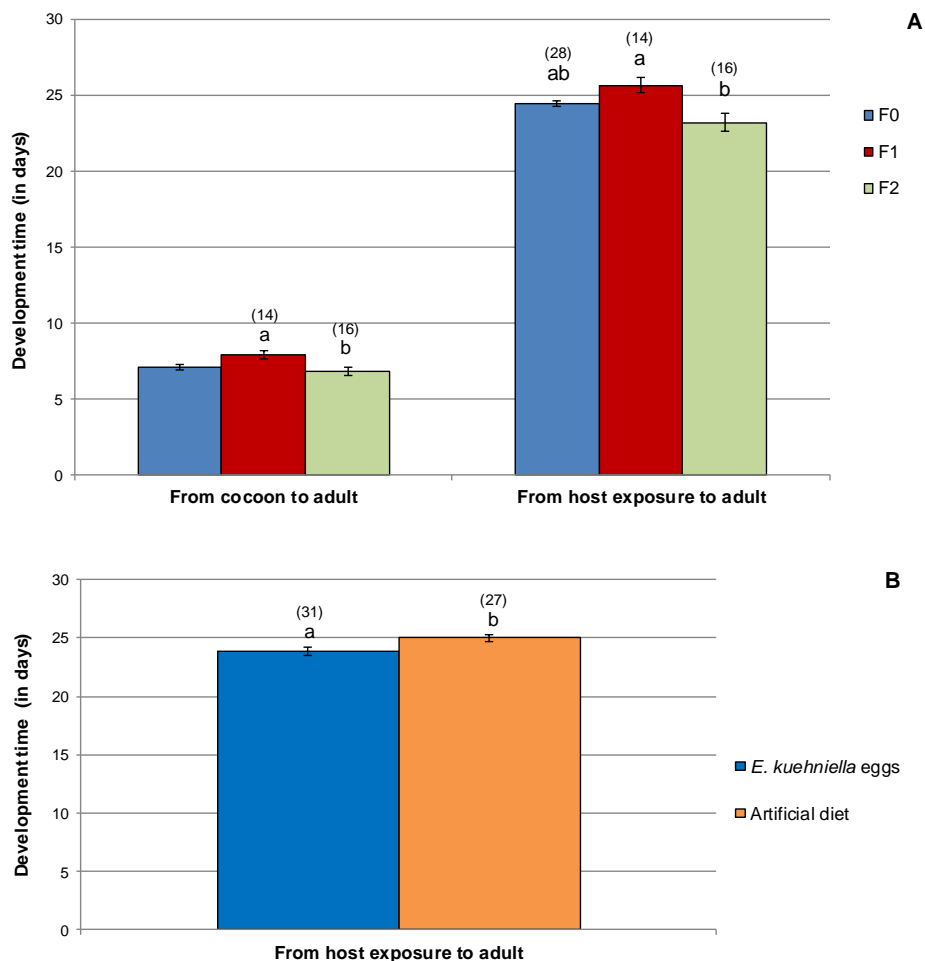 A
Development time (in days)
30
25
20
15
10
5
0
(14)
a
(16)
b
(28)
ab
(14)
a
(16)
b
From cocoon to adult
From host exposure to adult
F0
F1
F2
B
Development time (in days)
30
25
20
15
10
5
0
(31)
a
(27)
b
From host exposure to adult
E. kuehniella eggs
Artificial diet